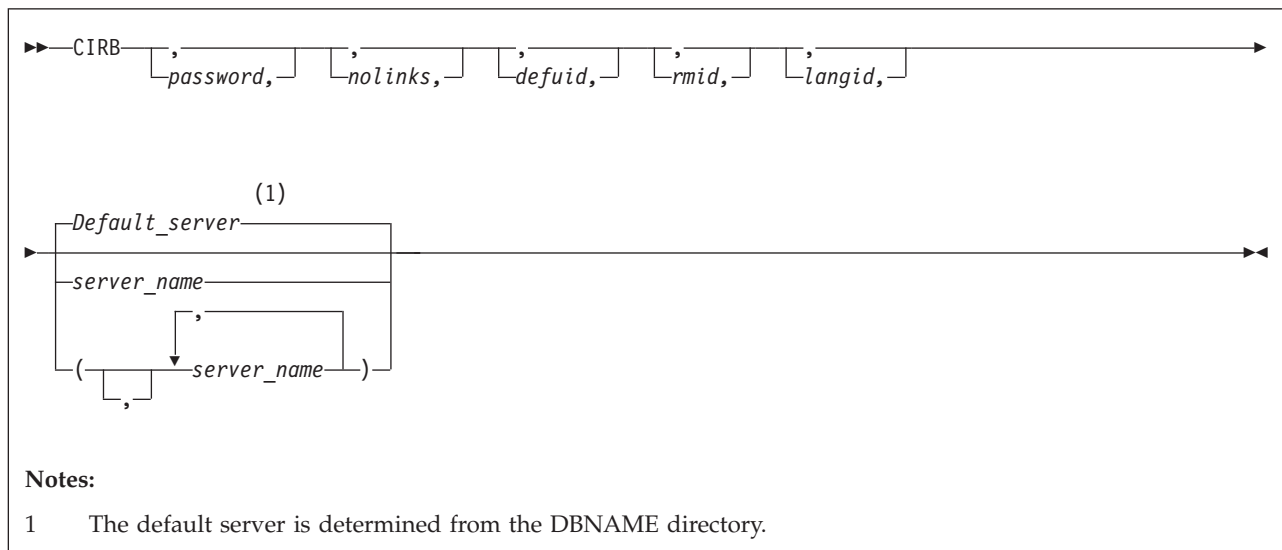 CIRB , , , , ,
password, nolinks, defuid, rmid, langid,
(1)
Default_server
server_name
,
( server_name )
,
Notes:
1 The default server is determined from the DBNAME directory.